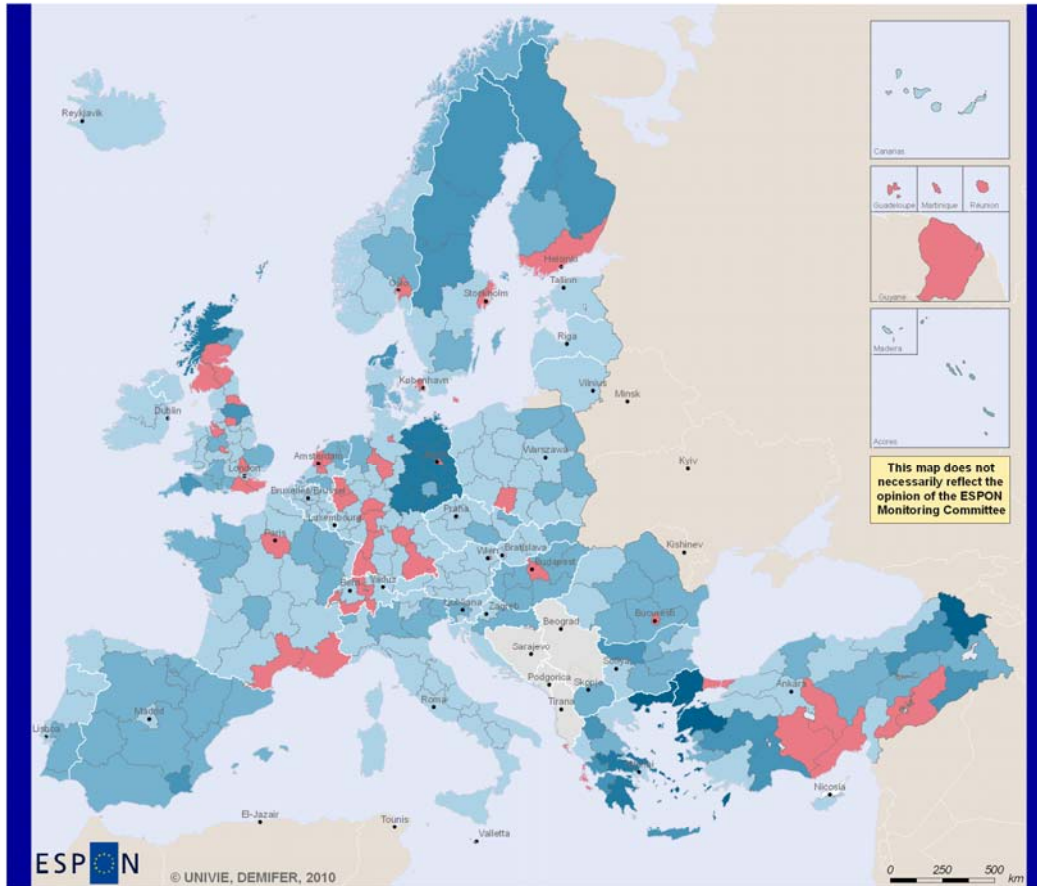 Reykjavik
Canarias
Guadeloupe
Martinique
Réunion
Guyane
Madeira
Acores
This map does not
necessarily reflect the
opinion of the ESPON
Monitoring Committee
Oslo
Helsinki
Stockholm
Tallinn
Riga
København
Vilnius
Minsk
Dublin
Amsterdam
London
Warszawa
Bruxelles/Brussel
Kyiv
Luxembourg
Praha
Paris
Wien
Bratislava
Kishinev
Bern
Vaduz
Budapest
Ljubljana
Zagreb
Bucuresti
Beograd
Sarajevo
Sofiya
Podgorica
Skopje
Ankara
Roma
Tirana
Madrid
Lisboa
Nicosia
El-Jazair
Tounis
Valletta
ESPON
© UNIVIE, DEMIFER, 2010
0 250 500
km